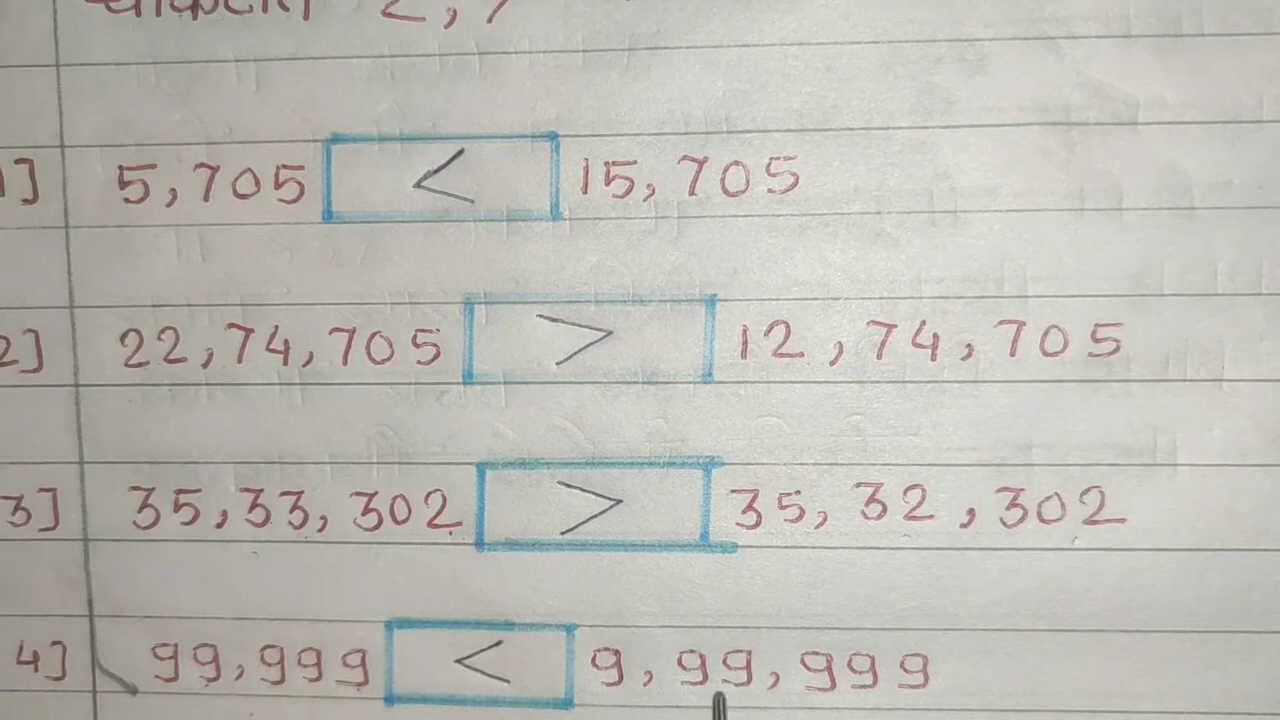 1] 5,705 < 15,705
2] 22,74,705 > 12,74,705
3] 35,33,302 > 35,32,302
4] 99,999 < 9,99,999